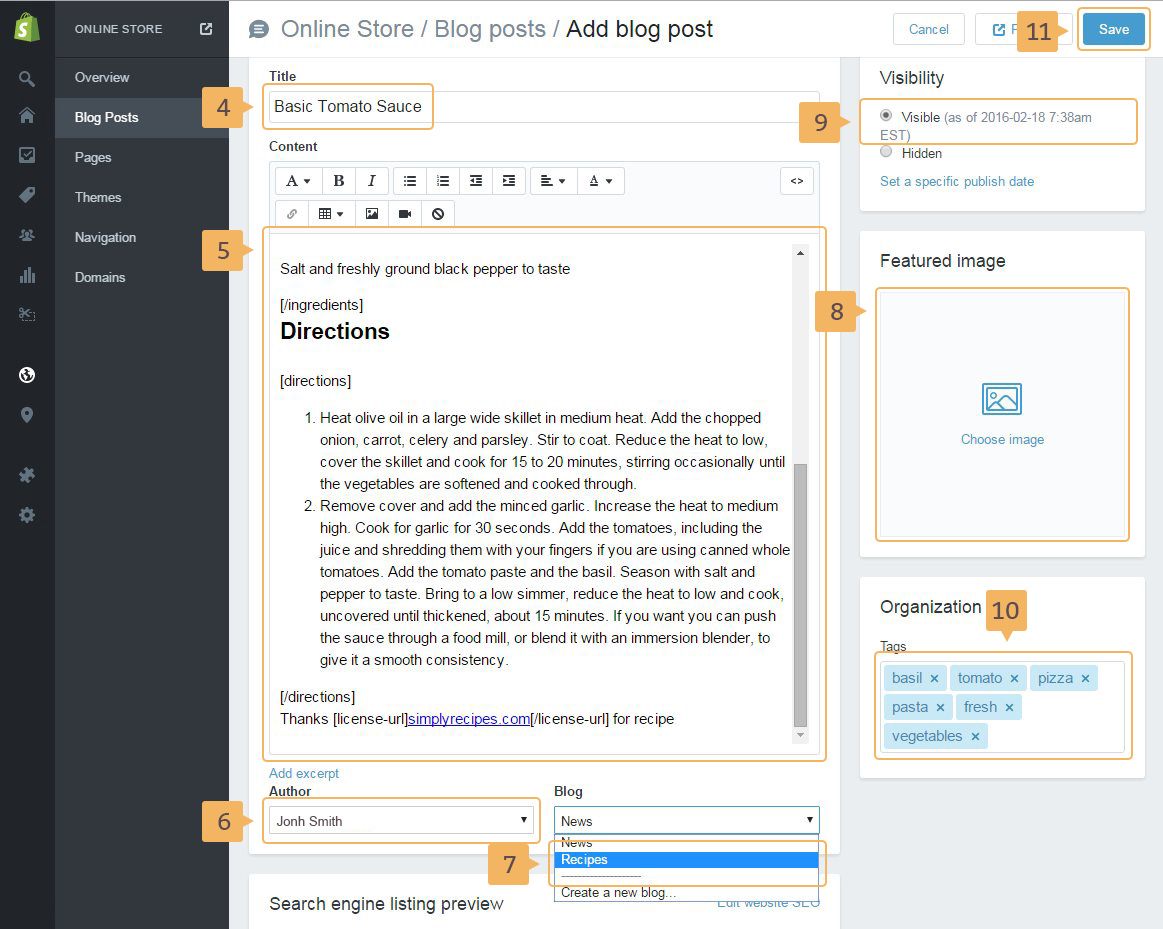 ONLINE STORE
Overview
Blog Posts
Pages
Themes
Navigation
Domains
Online Store / Blog posts / Add blog post
Cancel
11
Save
Title
4
Basic Tomato Sauce
Content
A
B
I
A
<>
5
Salt and freshly ground black pepper to taste
[/ingredients]
Directions
[directions]
1. Heat olive oil in a large wide skillet in medium heat. Add the chopped
onion, carrot, celery and parsley. Stir to coat. Reduce the heat to low,
cover the skillet and cook for 15 to 20 minutes, stirring occasionally until
the vegetables are softened and cooked through.
2. Remove cover and add the minced garlic. Increase the heat to medium
high. Cook for garlic for 30 seconds. Add the tomatoes, including the
juice and shredding them with your fingers if you are using canned whole
tomatoes. Add the tomato paste and the basil. Season with salt and
pepper to taste. Bring to a low simmer, reduce the heat to low and cook,
uncovered until thickened, about 15 minutes. If you want you can push
the sauce through a food mill, or blend it with an immersion blender, to
give it a smooth consistency.
[/directions]
Thanks [license-url]simplyrecipes.com[/license-url] for recipe
Add excerpt
Author
6
Jonh Smith
Blog
News
News
7
Recipes
--------------------
Create a new blog...
Search engine listing preview
Edit website SEO
Visibility
9
Visible (as of 2016-02-18 7:38am
EST)
Hidden
Set a specific publish date
Featured image
8
Choose image
Organization
10
Tags
basil ×
tomato ×
pizza ×
pasta ×
fresh ×
vegetables ×